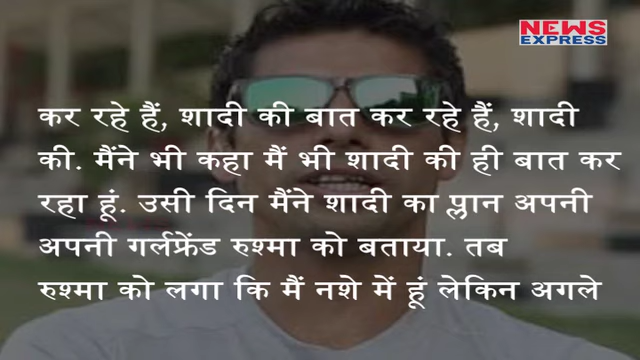 NEWS
EXPRESS
कर रहे हैं, शादी की बात कर रहे हैं, शादी
की. मैंने भी कहा मैं भी शादी की ही बात कर
रहा हूं. उसी दिन मैंने शादी का प्लान अपनी
अपनी गर्लफ्रेंड रुश्मा को बताया. तब
रुश्मा को लगा कि मैं नशे में हूं लेकिन अगले